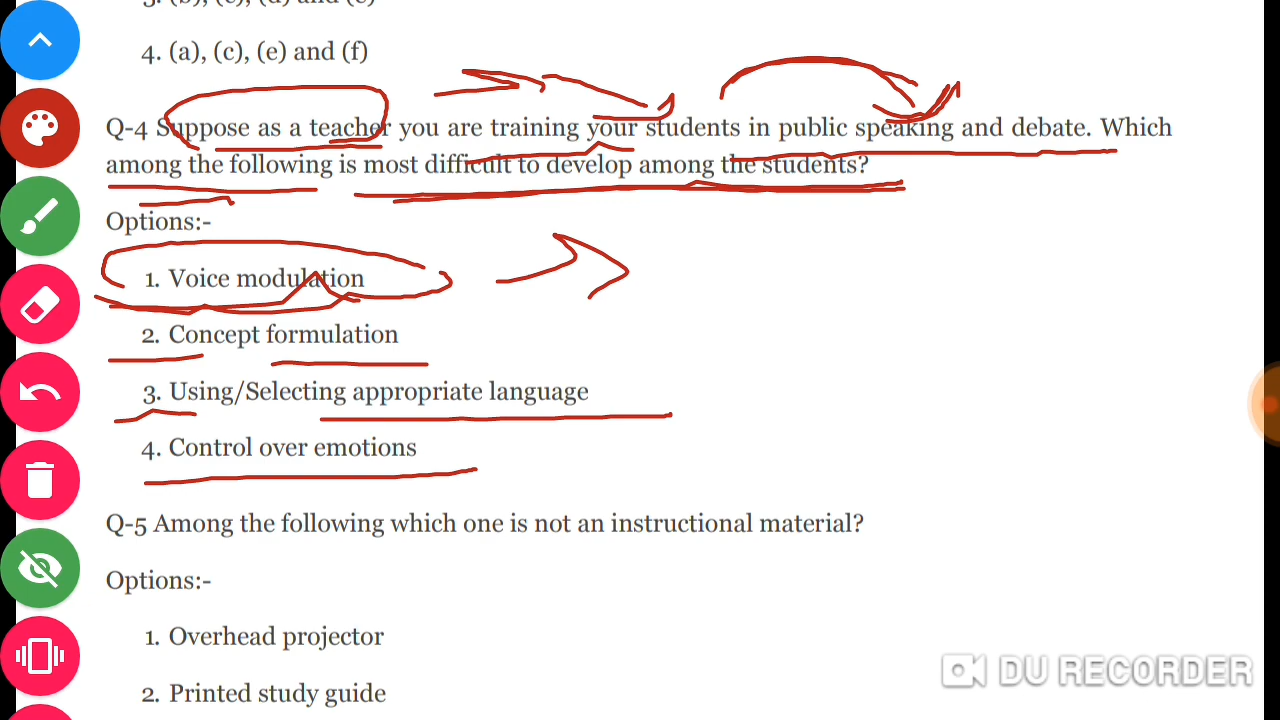 3. (b), (c), (d) and (e)
4. (a), (c), (e) and (f)
Q-4 Suppose as a teacher you are training your students in public speaking and debate. Which
among the following is most difficult to develop among the students?
Options:-
1. Voice modulation
2. Concept formulation
3. Using/Selecting appropriate language
4. Control over emotions
Q-5 Among the following which one is not an instructional material?
Options:-
1. Overhead projector
2. Printed study guide
DU RECORDER